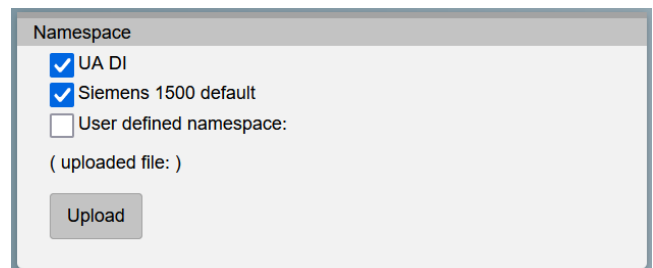 Namespace
UA DI
Siemens 1500 default
User defined namespace:
( uploaded file: )
Upload